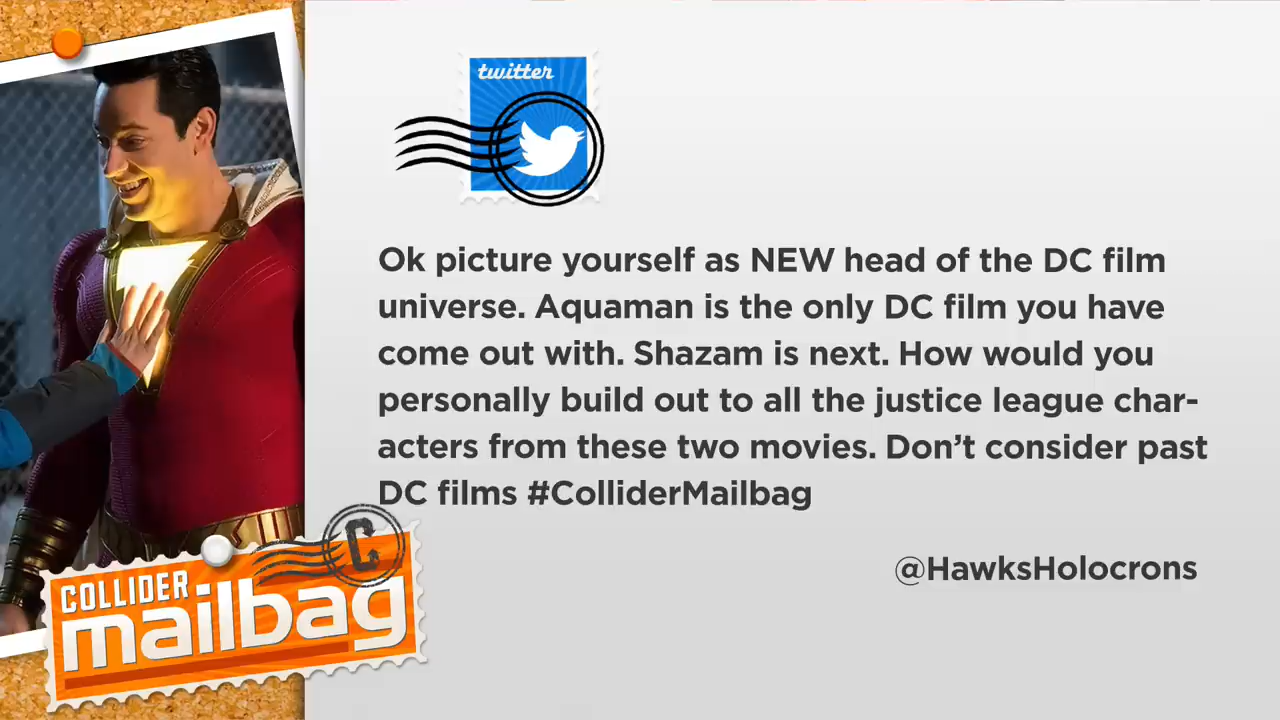 twitter
Ok picture yourself as NEW head of the DC film
universe. Aquaman is the only DC film you have
come out with. Shazam is next. How would you
personally build out to all the justice league char-
acters from these two movies. Don’t consider past
DC films #ColliderMailbag
@HawksHolocrons
C
COLLIDER
mailbag